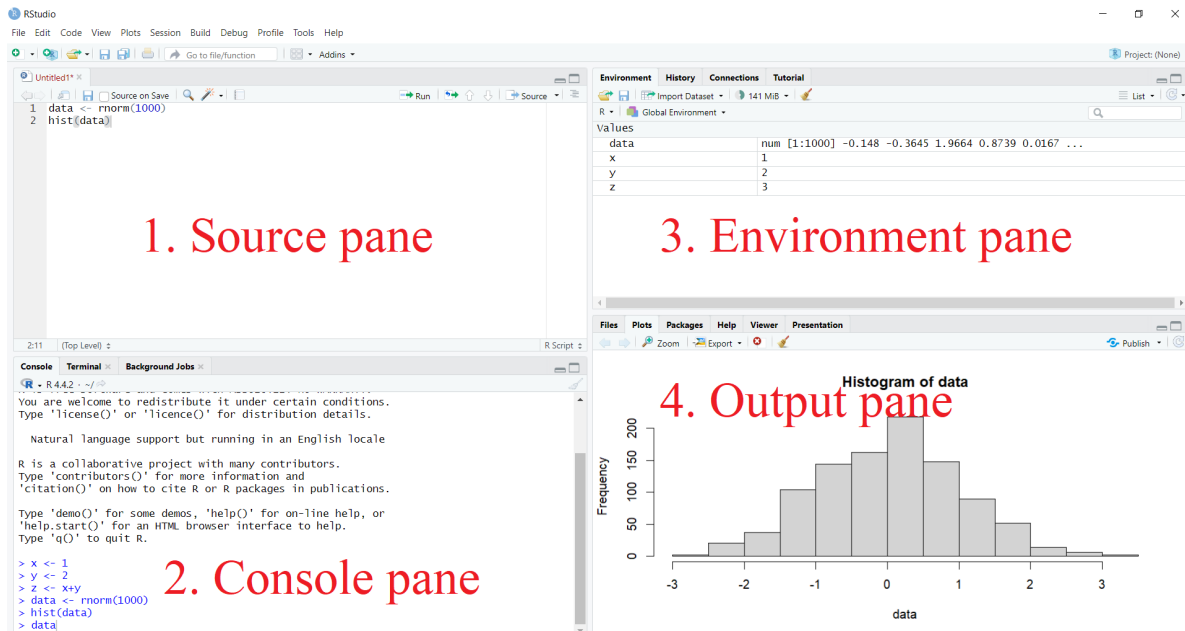 RStudio
File Edit Code View Plots Session Build Debug Profile Tools Help
Go to file/function Addins Project: (None)
Untitled1*
Source on Save Run Source
1 data <- rnorm(1000)
2 hist(data)
1. Source pane
2:11 (Top Level) R Script
Console Terminal Background Jobs
R 4.4.2 · ~/
You are welcome to redistribute it under certain conditions.
Type 'license()' or 'licence()' for distribution details.
Natural language support but running in an English locale
R is a collaborative project with many contributors.
Type 'contributors()' for more information and
'citation()' on how to cite R or R packages in publications.
Type 'demo()' for some demos, 'help()' for on-line help, or
'help.start()' for an HTML browser interface to help.
Type 'q()' to quit R.
> x <- 1
> y <- 2
> z <- x+y
> data <- rnorm(1000)
> hist(data)
> data
2. Console pane
Environment History Connections Tutorial
Import Dataset 141 MiB List
R Global Environment
Values
data num [1:1000] -0.148 -0.3645 1.9664 0.8739 0.0167 ...
x 1
y 2
z 3
3. Environment pane
Files Plots Packages Help Viewer Presentation
Zoom Export Publish
Histogram of data
4. Output pane
Frequency
200
150
100
50
0
-3 -2 -1 0 1 2 3
data